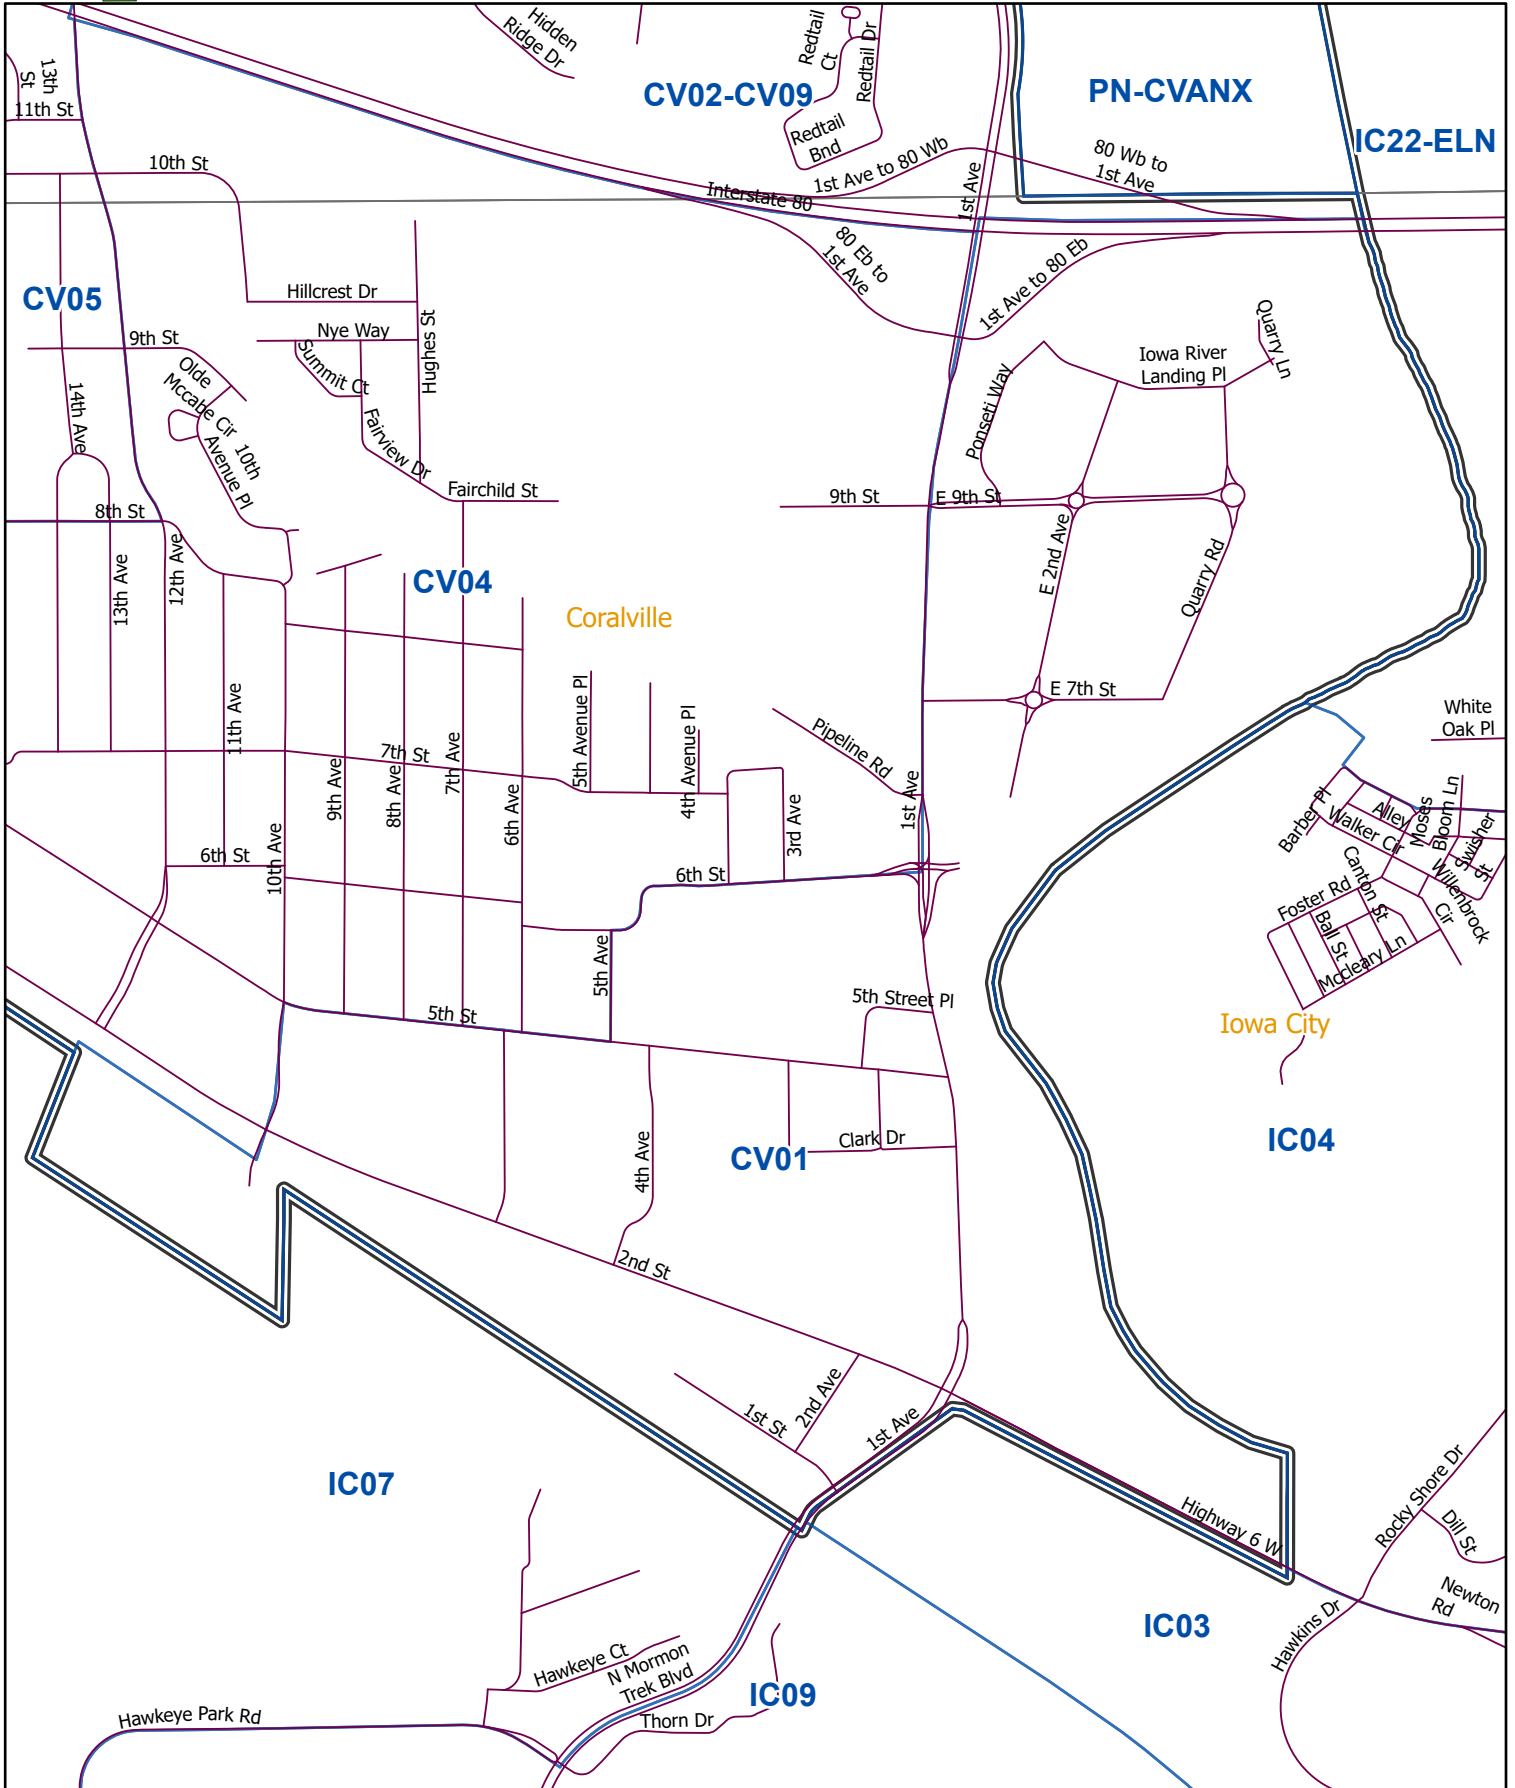 Hidden
Ridge Dr
Redtail
Ct
Redtail Dr
13th
St
11th St
CV02-CV09
PN-CVANX
IC22-ELN
Redtail
Bnd
10th St
1st Ave to 80 Wb
80 Wb to
1st Ave
Interstate 80
1st Ave
80 Eb to
1st Ave
1st Ave to 80 Eb
CV05
Hillcrest Dr
Quarry Ln
9th St
Nye Way
Hughes St
Summit Ct
Olde
Mccabe Cir
Iowa River
Landing Pl
Ponseti Way
14th Ave
10th
Avenue Pl
Fairview Dr
Fairchild St
9th St
E 9th St
8th St
13th Ave
12th Ave
CV04
E 2nd Ave
Quarry Rd
Coralville
E 7th St
11th Ave
5th Avenue Pl
4th Avenue Pl
Pipeline Rd
White
Oak Pl
7th St
9th Ave
8th Ave
7th Ave
6th Ave
3rd Ave
1st Ave
Barber Pl
Alley
Walker Cir
Moses
Bloom Ln
Swisher
St
Willenbrock
Cir
Canton St
6th St
10th Ave
6th St
Foster Rd
Ball St
Mccleary Ln
5th Ave
5th St
5th Street Pl
Iowa City
Clark Dr
CV01
4th Ave
IC04
2nd St
2nd Ave
1st St
1st Ave
IC07
Highway 6 W
Rocky Shore Dr
Dill St
Newton
Rd
Hawkins Dr
IC03
Hawkeye Ct
N Mormon
Trek Blvd
IC09
Thorn Dr
Hawkeye Park Rd